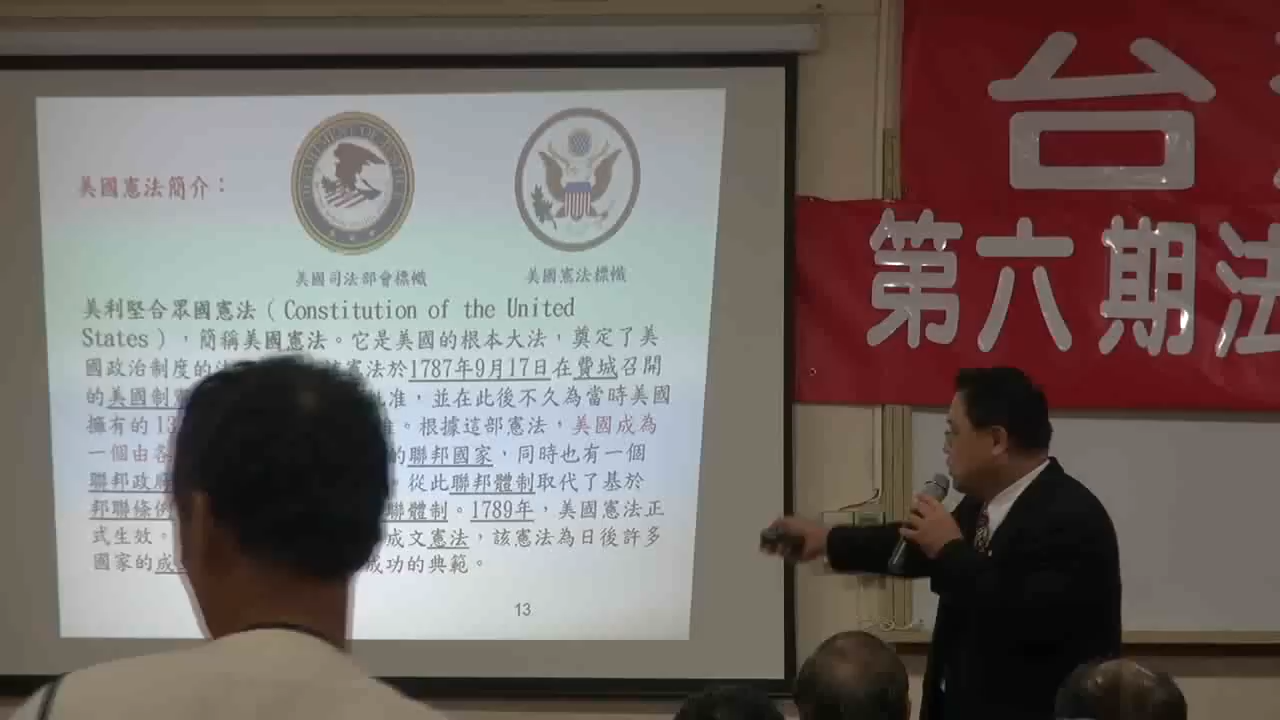 美國憲法簡介：
美國司法部會標幟
美國憲法標幟
美利堅合眾國憲法（Constitution of the United
States），簡稱美國憲法。它是美國的根本大法，奠定了美
國政治制度的 憲法於1787年9月17日在費城召開
的美國制 批准，並在此後不久為當時美國
擁有的 13 。根據這部憲法，美國成為
一個由各 的聯邦國家，同時也有一個
聯邦政府 ，從此聯邦體制取代了基於
邦聯條例 聯體制。1789年，美國憲法正
式生效。 成文憲法，該憲法為日後許多
國家的成 成功的典範。
13
台
第六期法